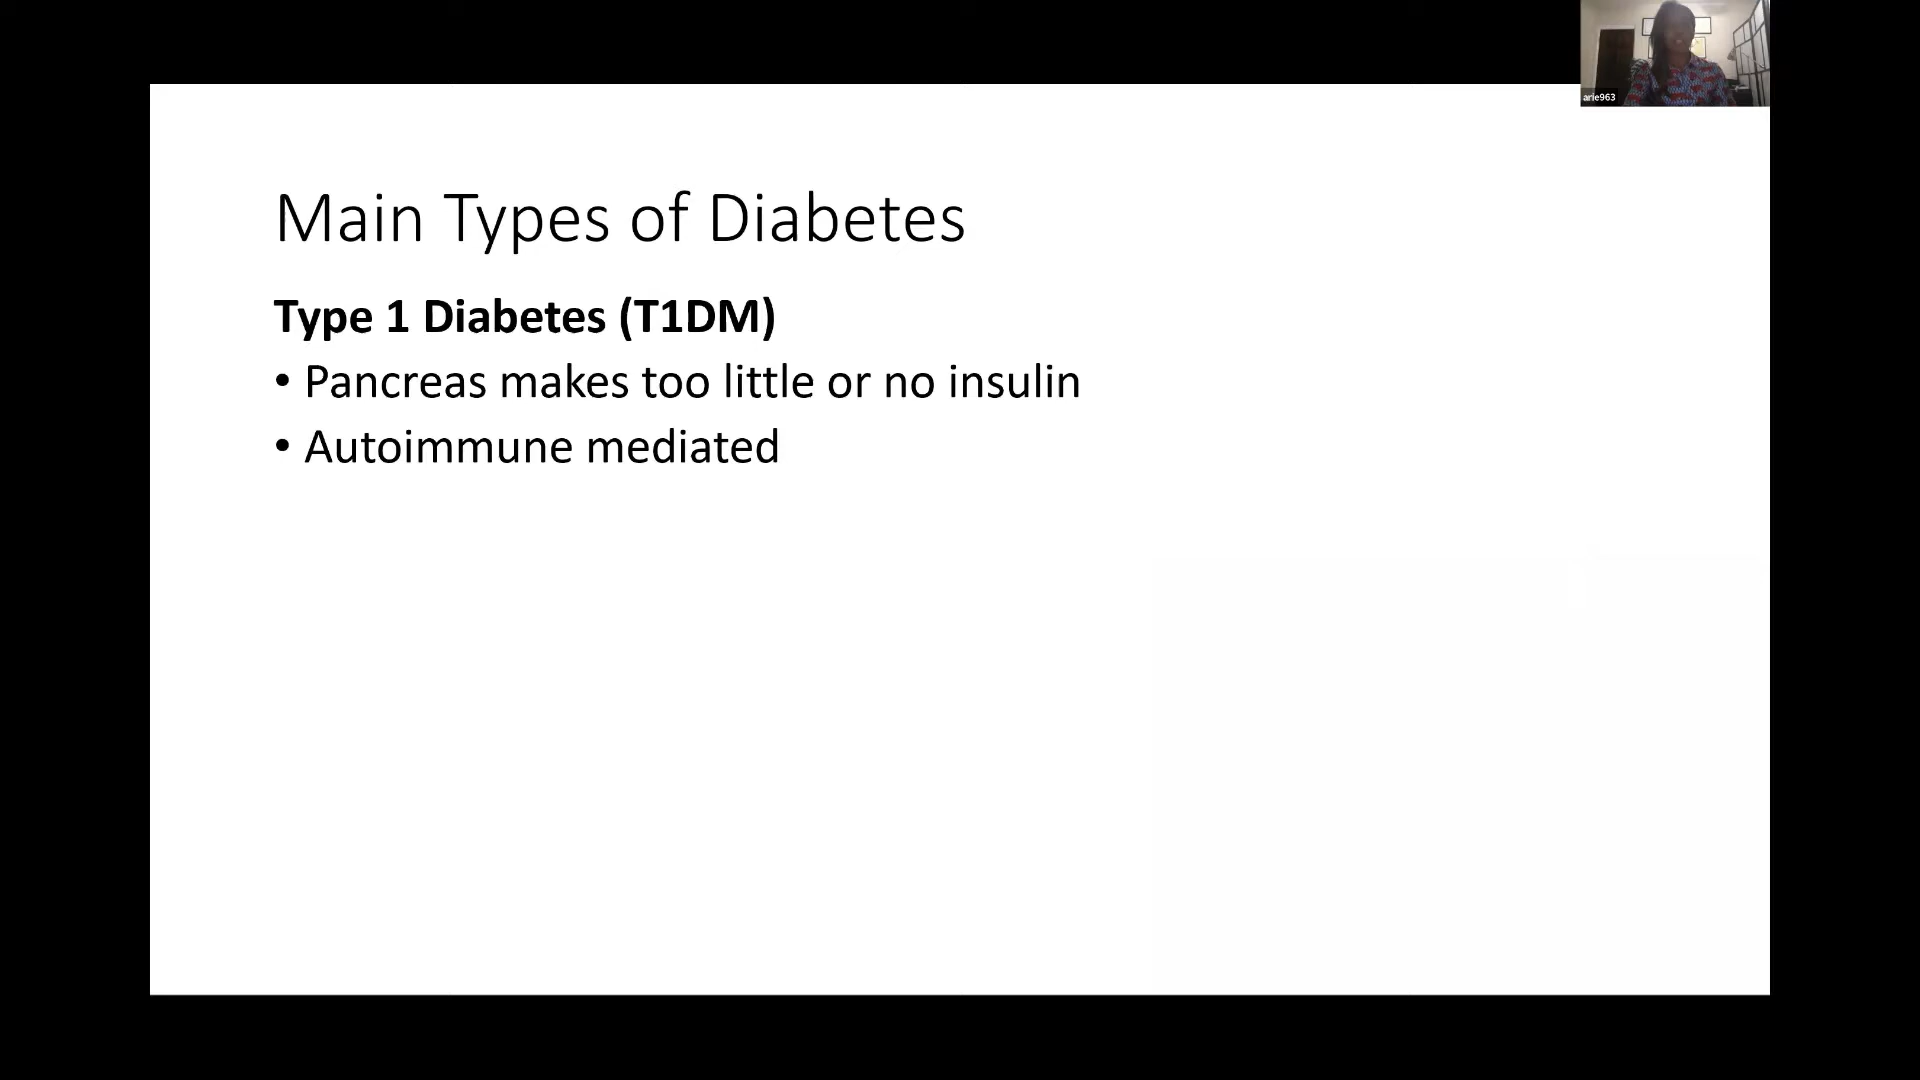 arie963
Main Types of Diabetes
Type 1 Diabetes (T1DM)
• Pancreas makes too little or no insulin
• Autoimmune mediated